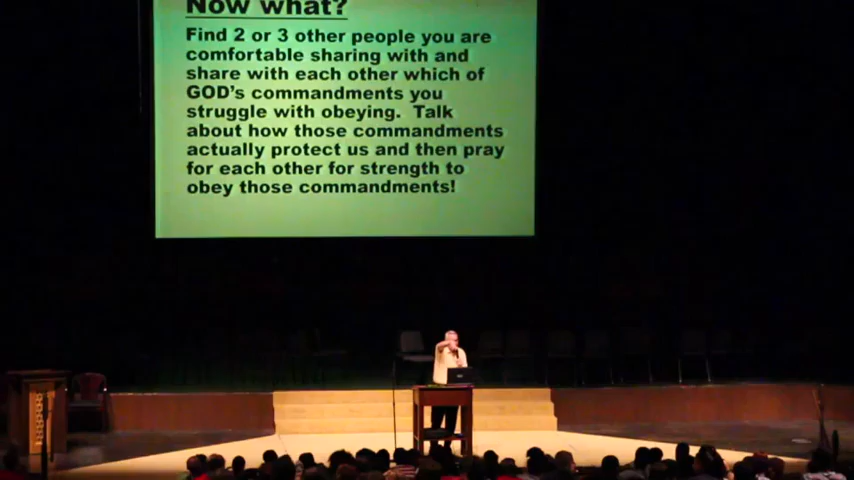 Now what?
Find 2 or 3 other people you are
comfortable sharing with and
share with each other which of
GOD's commandments you
struggle with obeying.  Talk
about how those commandments
actually protect us and then pray
for each other for strength to
obey those commandments!